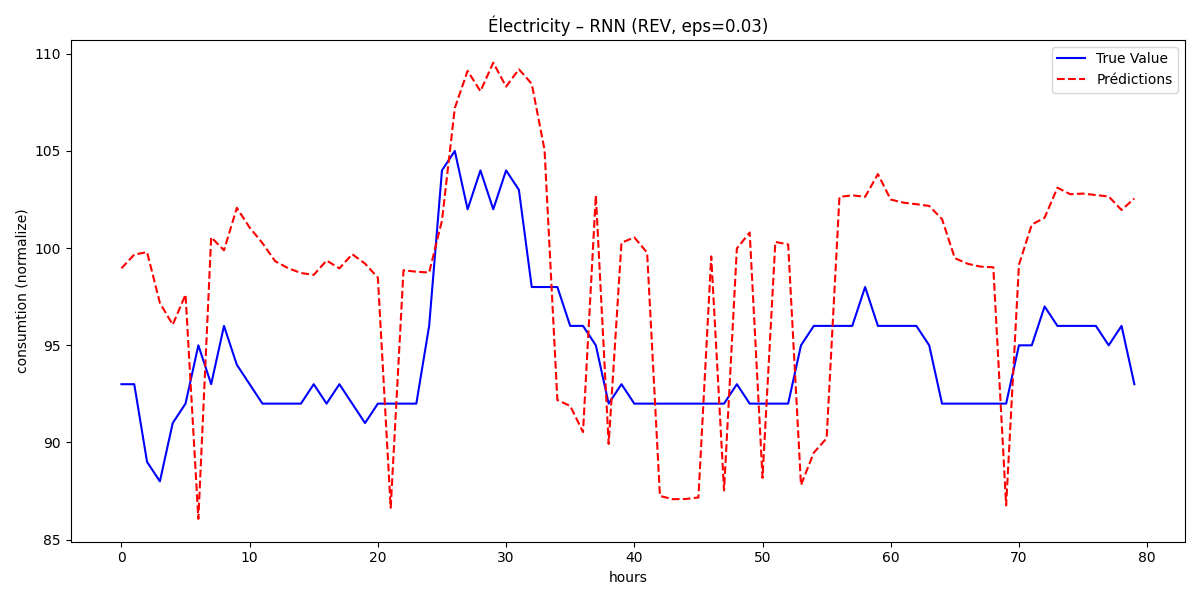 Électricity – RNN (REV, eps=0.03)
True Value
Prédictions
consumtion (normalize)
110
105
100
95
90
85
0 10 20 30 40 50 60 70 80
hours